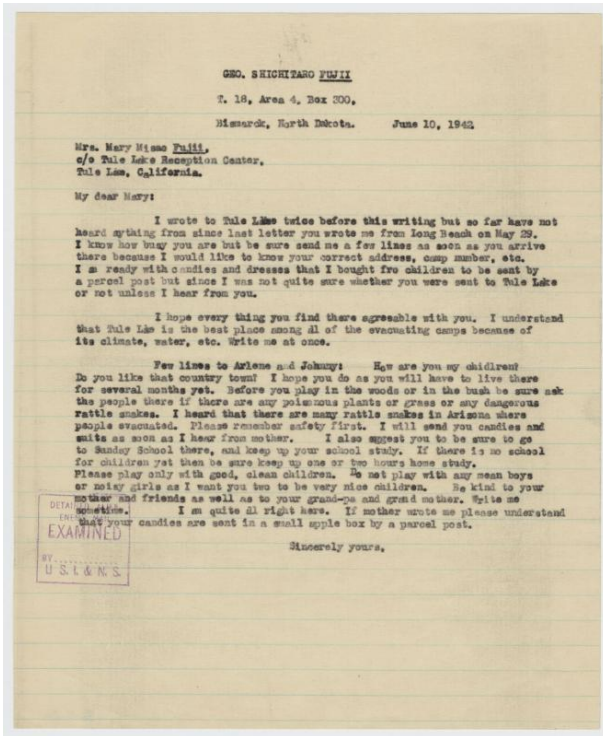 GEO. SHICHITARO FUJII
T. 18, Area 4, Box 300,
Bismarck, North Dakota. June 10, 1942
Mrs. Mary Misao Fujii,
c/o Tule Lake Reception Center,
Tule Lake, California.
My dear Mary:
I wrote to Tule Lake twice before this writing but so far have not
heard anything from since last letter you wrote me from Long Beach on May 29.
I know how busy you are but be sure send me a few lines as soon as you arrive
there because I would like to know your correct address, camp number, etc.
I am ready with candies and dresses that I bought fro children to be sent by
a parcel post but since I was not quite sure whether you were sent to Tule Lake
or not unless I hear from you.
I hope every thing you find there agreeable with you. I understand
that Tule Lake is the best place among all of the evacuating camps because of
its climate, water, etc. Write me at once.
Few lines to Arlene and Johnny: How are you my chidlren?
Do you like that country town? I hope you do as you will have to live there
for several months yet. Before you play in the woods or in the bush be sure ask
the people there if there are any poisonous plants or grass or any dangerous
rattle snakes. I heard that there are many rattle snakes in Arizona where
people evacuated. Please remember safety first. I will send you candies and
suits as soon as I hear from mother. I also suggest you to be sure to go
to Sunday School there, and keep up your school study. If there is no school
for children yet then be sure keep up one or two hours home study.
Please play only with good, clean children. Do not play with any mean boys
or noisy girls as I want you two to be very nice children. Be kind to your
mother and friends as well as to your grand-pa and grand mother. Write me
sometime. I am quite all right here. If mother wrote me please understand
that your candies are sent in a small apple box by a parcel post.
Sincerely yours,
EXAMINED
BY
U S. I. & N. S.